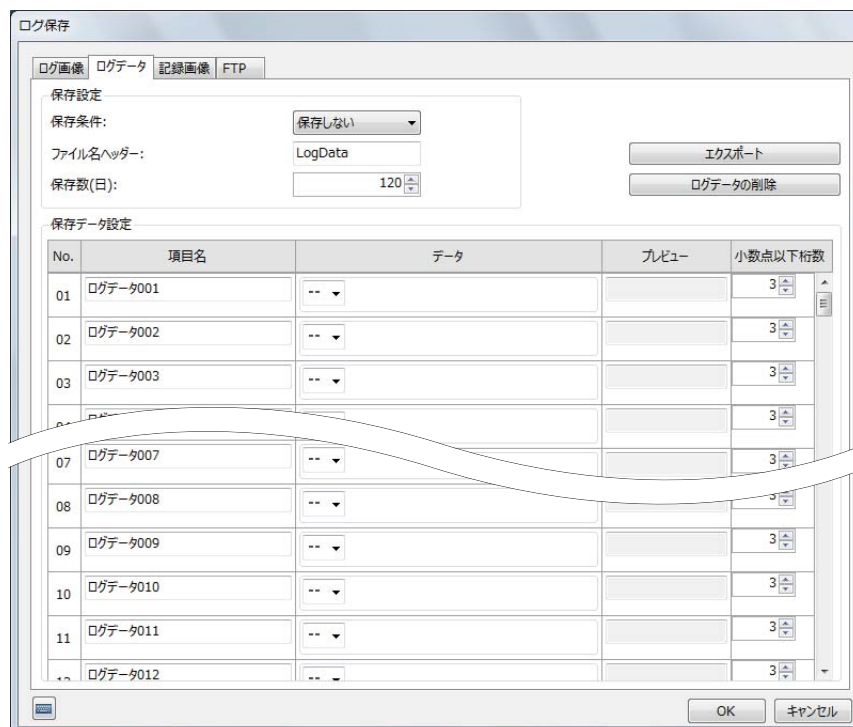 ログ保存
ログ画像 ログデータ 記録画像 FTP
保存設定
保存条件: 保存しない
ファイル名ヘッダー: LogData エクスポート
保存数(日): 120 ログデータの削除
保存データ設定
No. 項目名 データ プレビュー 小数点以下桁数
01 ログデータ001 -- 3
02 ログデータ002 -- 3
03 ログデータ003 -- 3
3
07 ログデータ007 -- 3
08 ログデータ008 -- 3
09 ログデータ009 -- 3
10 ログデータ010 -- 3
11 ログデータ011 -- 3
ログデータ012 -- 3
OK キャンセル